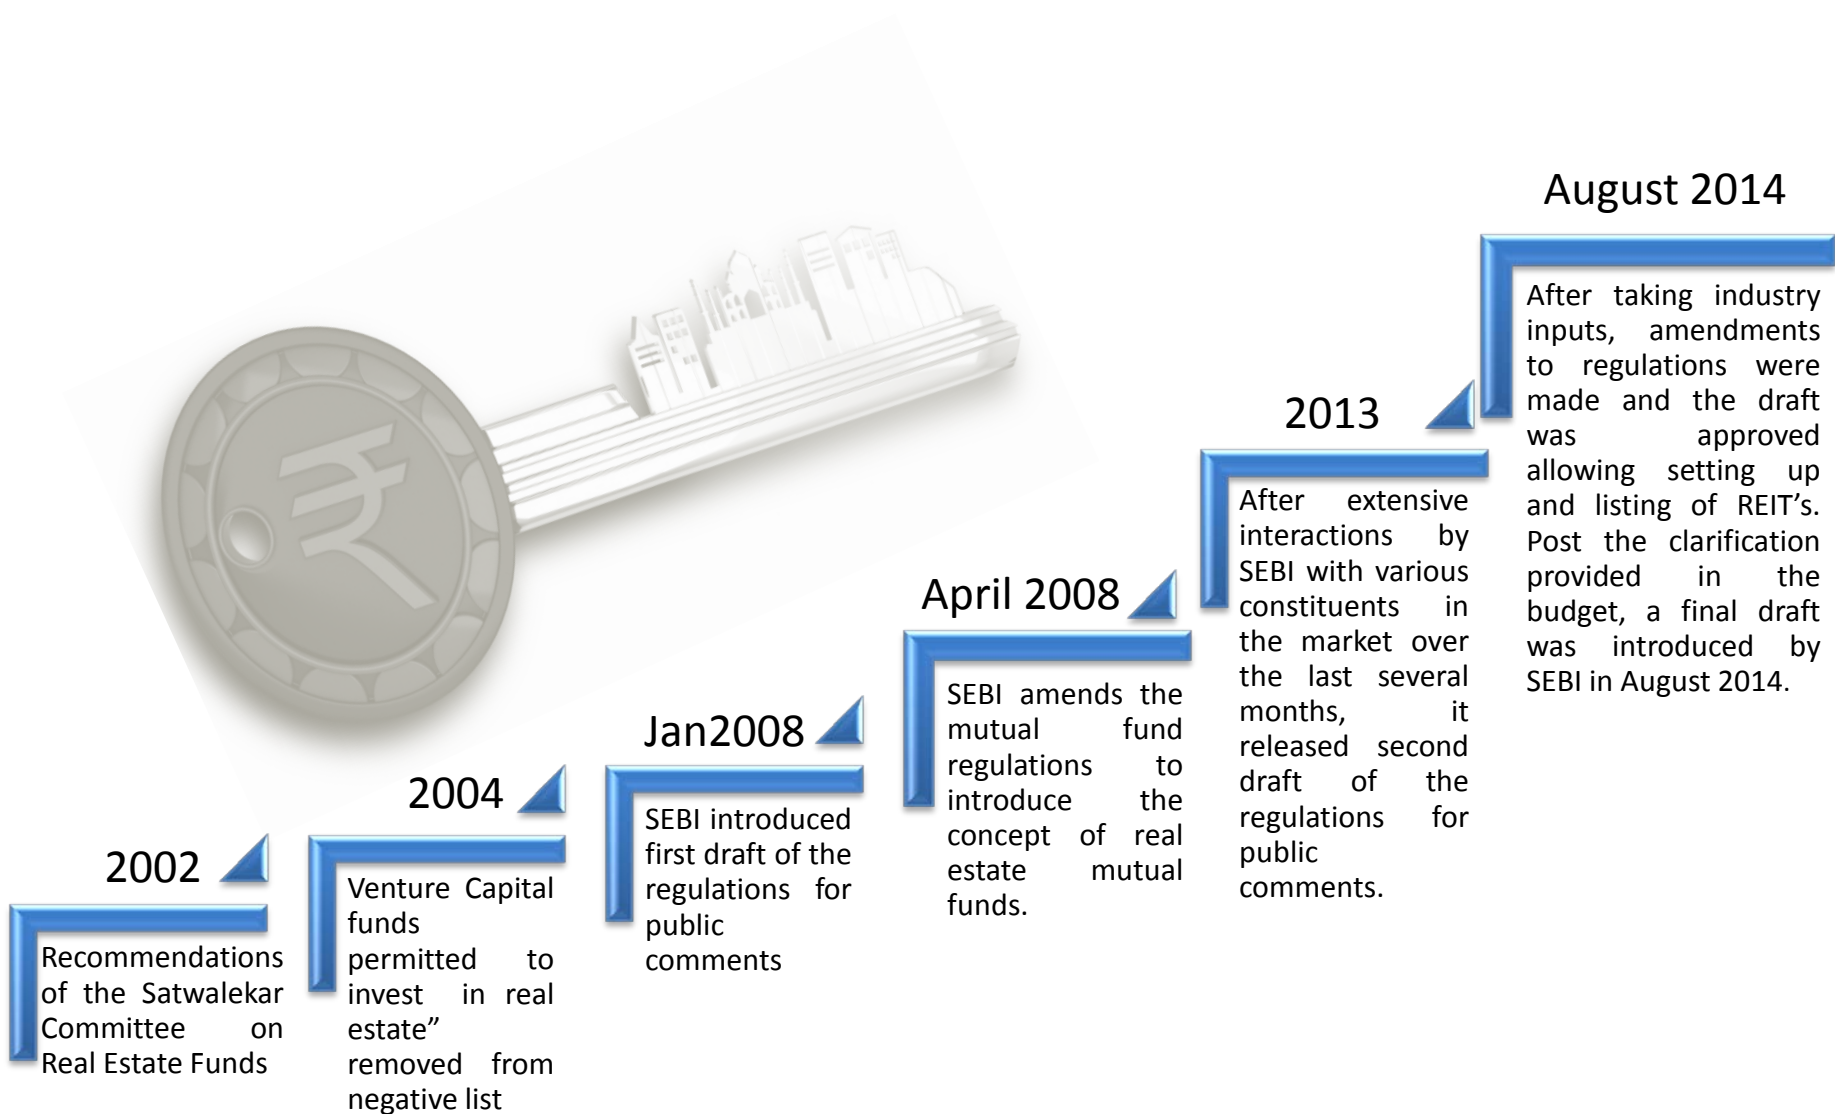 2002
Recommendations
of the Satwalekar
Committee on
Real Estate Funds
2004
Venture Capital
funds
permitted to
invest in real
estate”
removed from
negative list
Jan2008
SEBI introduced
first draft of the
regulations for
public
comments
April 2008
SEBI amends the
mutual fund
regulations to
introduce the
concept of real
estate mutual
funds.
2013
After extensive
interactions by
SEBI with various
constituents in
the market over
the last several
months, it
released second
draft of the
regulations for
public
comments.
August 2014
After taking industry
inputs, amendments
to regulations were
made and the draft
was approved
allowing setting up
and listing of REIT’s.
Post the clarification
provided in the
budget, a final draft
was introduced by
SEBI in August 2014.
₹